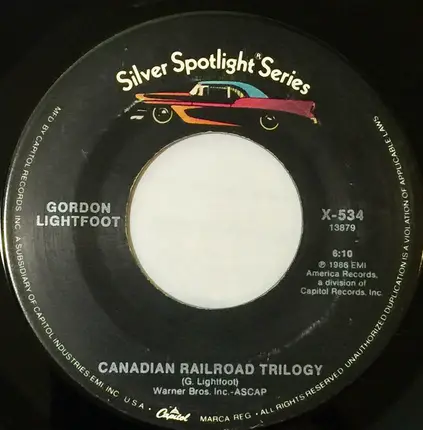 Silver Spotlight® Series
GORDON
LIGHTFOOT
X-534
13879
6:10
℗ 1986 EMI
America Records,
a division of
Capitol Records, Inc.
CANADIAN RAILROAD TRILOGY
(G. Lightfoot)
Warner Bros. Inc.-ASCAP
MFD BY CAPITOL RECORDS INC. A SUBSIDIARY OF CAPITOL INDUSTRIES-EMI INC. U S A • Capitol MARCA REG • ALL RIGHTS RESERVED UNAUTHORIZED DUPLICATION IS A VIOLATION OF APPLICABLE LAWS